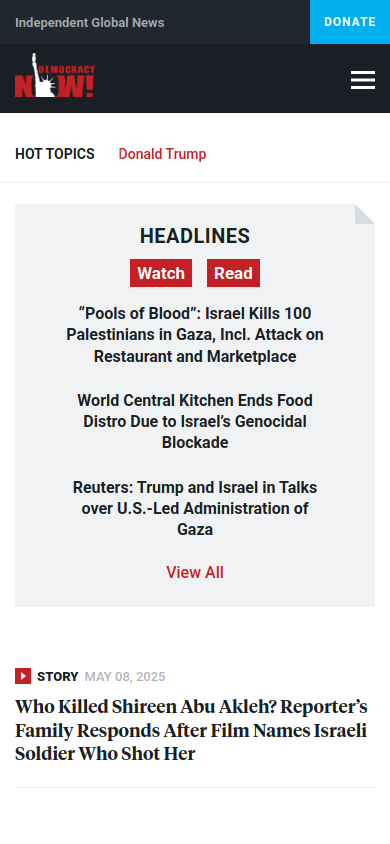 Independent Global News
DONATE
DEMOCRACY
NOW!
HOT TOPICS
Donald Trump
HEADLINES
Watch
Read
“Pools of Blood”: Israel Kills 100
Palestinians in Gaza, Incl. Attack on
Restaurant and Marketplace
World Central Kitchen Ends Food
Distro Due to Israel’s Genocidal
Blockade
Reuters: Trump and Israel in Talks
over U.S.-Led Administration of
Gaza
View All
STORY MAY 08, 2025
Who Killed Shireen Abu Akleh? Reporter’s
Family Responds After Film Names Israeli
Soldier Who Shot Her